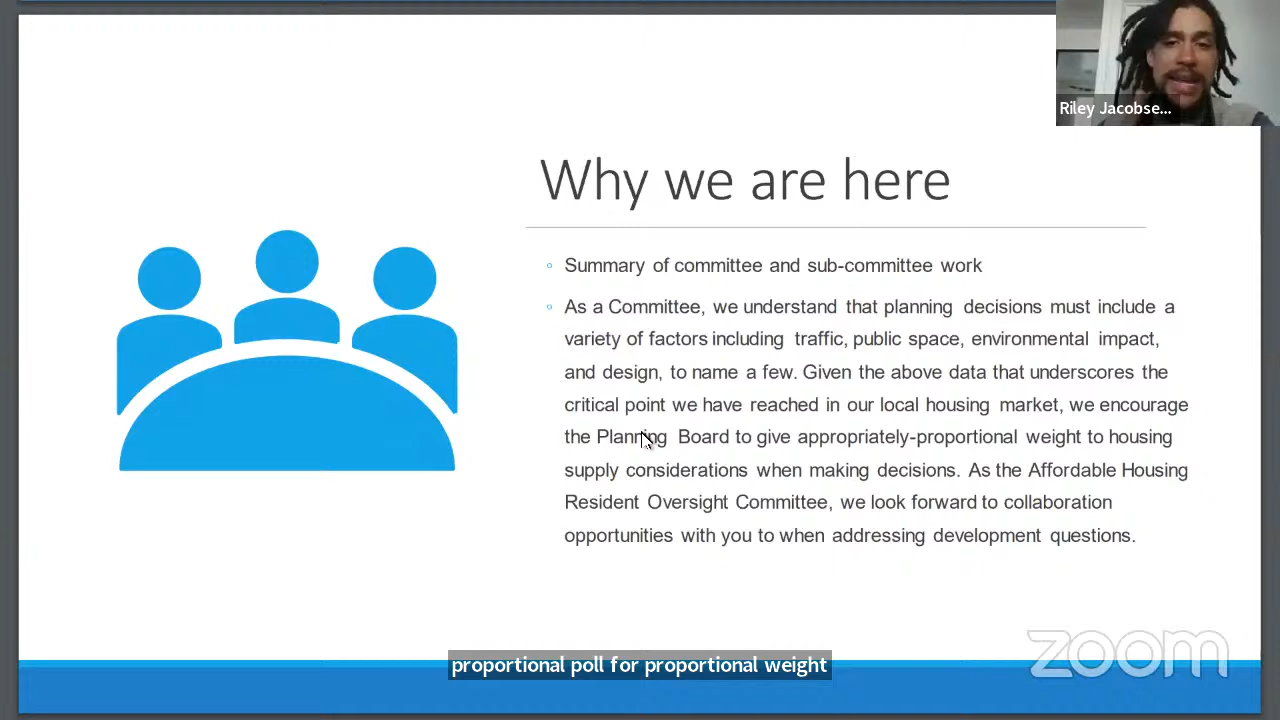 Riley Jacobse...
Why we are here
Summary of committee and sub-committee work
As a Committee, we understand that planning decisions must include a
variety of factors including traffic, public space, environmental impact,
and design, to name a few. Given the above data that underscores the
critical point we have reached in our local housing market, we encourage
the Planning Board to give appropriately-proportional weight to housing
supply considerations when making decisions. As the Affordable Housing
Resident Oversight Committee, we look forward to collaboration
opportunities with you to when addressing development questions.
proportional poll for proportional weight
zoom